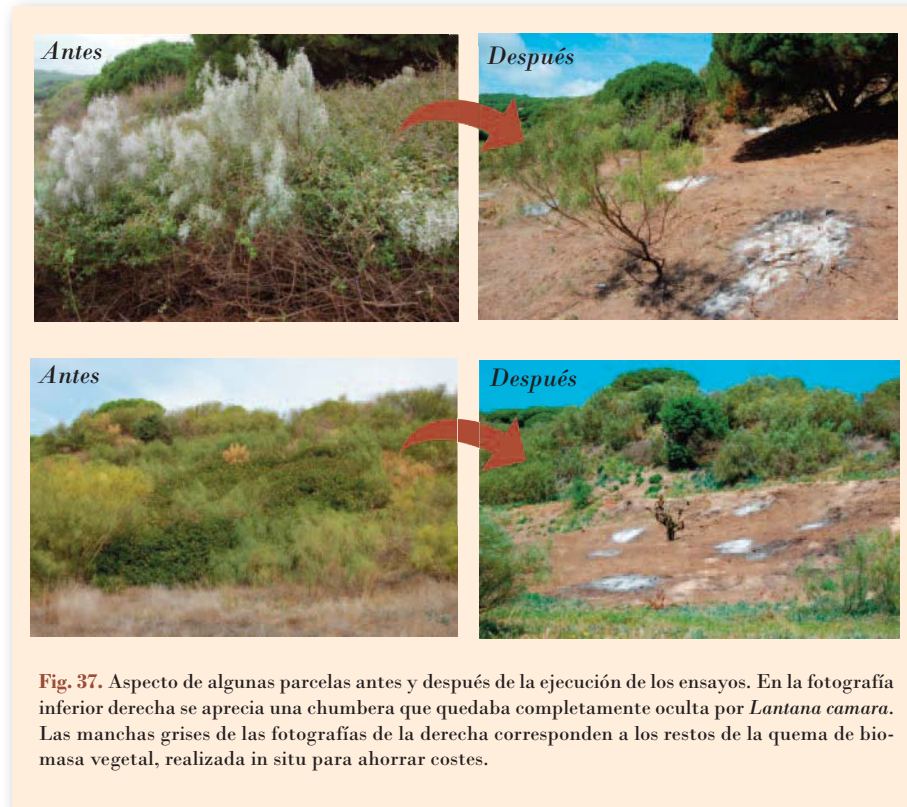 Antes
Después
Antes
Después
Fig. 37. Aspecto de algunas parcelas antes y después de la ejecución de los ensayos. En la fotografía
inferior derecha se aprecia una chumbera que quedaba completamente oculta por Lantana camara.
Las manchas grises de las fotografías de la derecha corresponden a los restos de la quema de bio-
masa vegetal, realizada in situ para ahorrar costes.